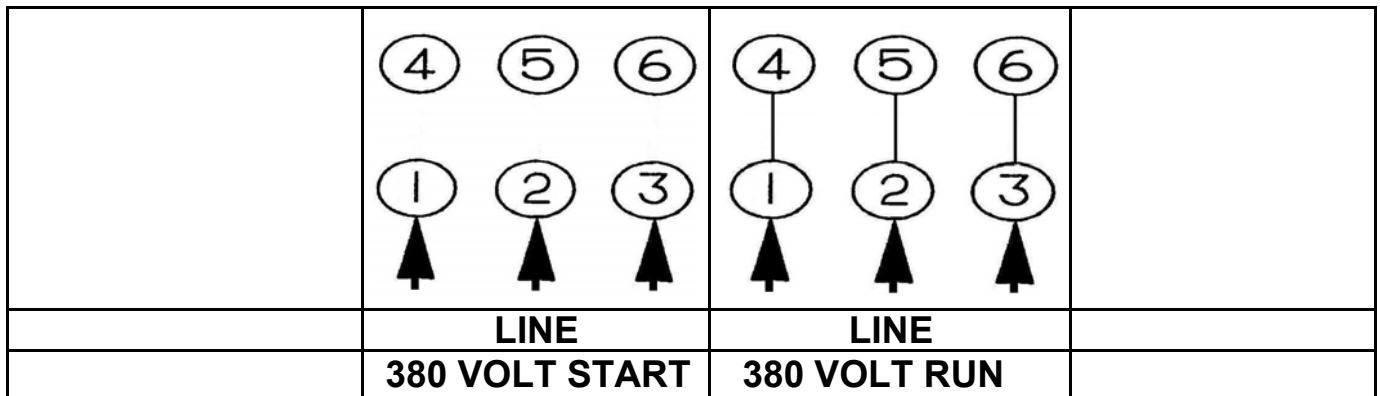 4 5 6 4 5 6
1 2 3 1 2 3
LINE LINE
380 VOLT START 380 VOLT RUN